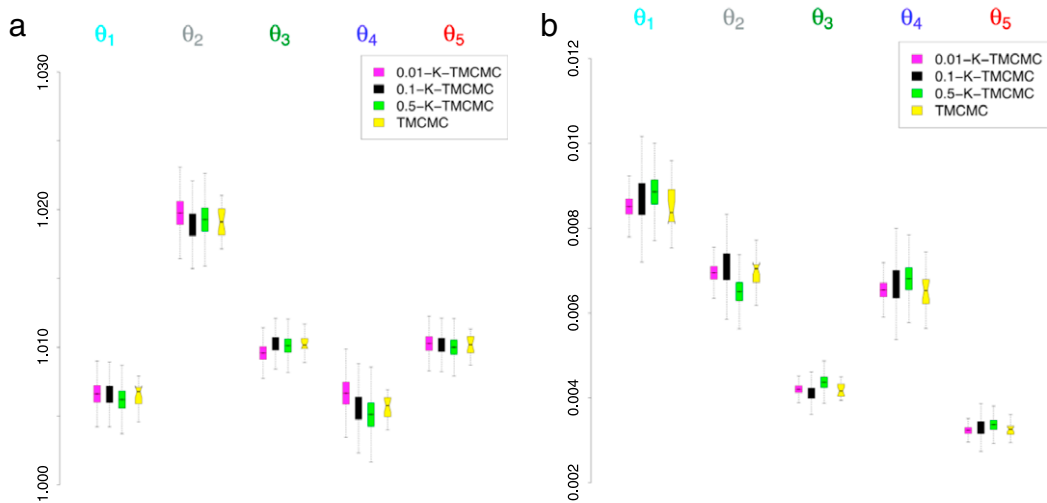 a
θ1 θ2 θ3 θ4 θ5
0.01–K–TMCMC
0.1–K–TMCMC
0.5–K–TMCMC
TMCMC
1.030
1.020
1.010
1.000
b
θ1 θ2 θ3 θ4 θ5
0.01–K–TMCMC
0.1–K–TMCMC
0.5–K–TMCMC
TMCMC
0.012
0.010
0.008
0.006
0.004
0.002